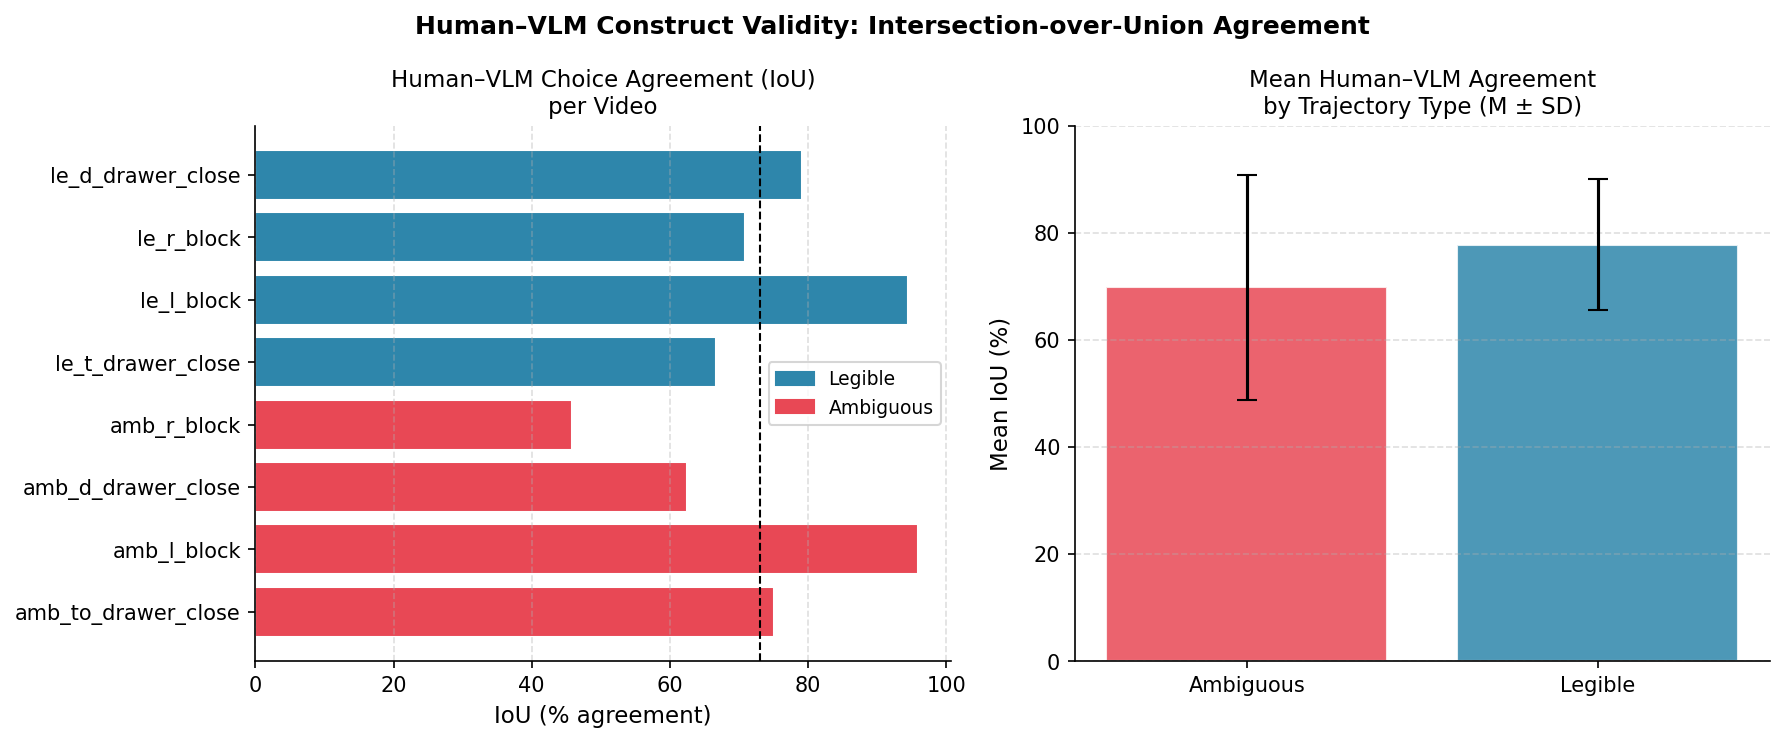 Human–VLM Construct Validity: Intersection-over-Union Agreement
Human–VLM Choice Agreement (IoU)
per Video
le_d_drawer_close
le_r_block
le_l_block
le_t_drawer_close
amb_r_block
amb_d_drawer_close
amb_l_block
amb_to_drawer_close
Legible
Ambiguous
0 20 40 60 80 100
IoU (% agreement)
Mean Human–VLM Agreement
by Trajectory Type (M ± SD)
Mean IoU (%)
100
80
60
40
20
0
Ambiguous Legible